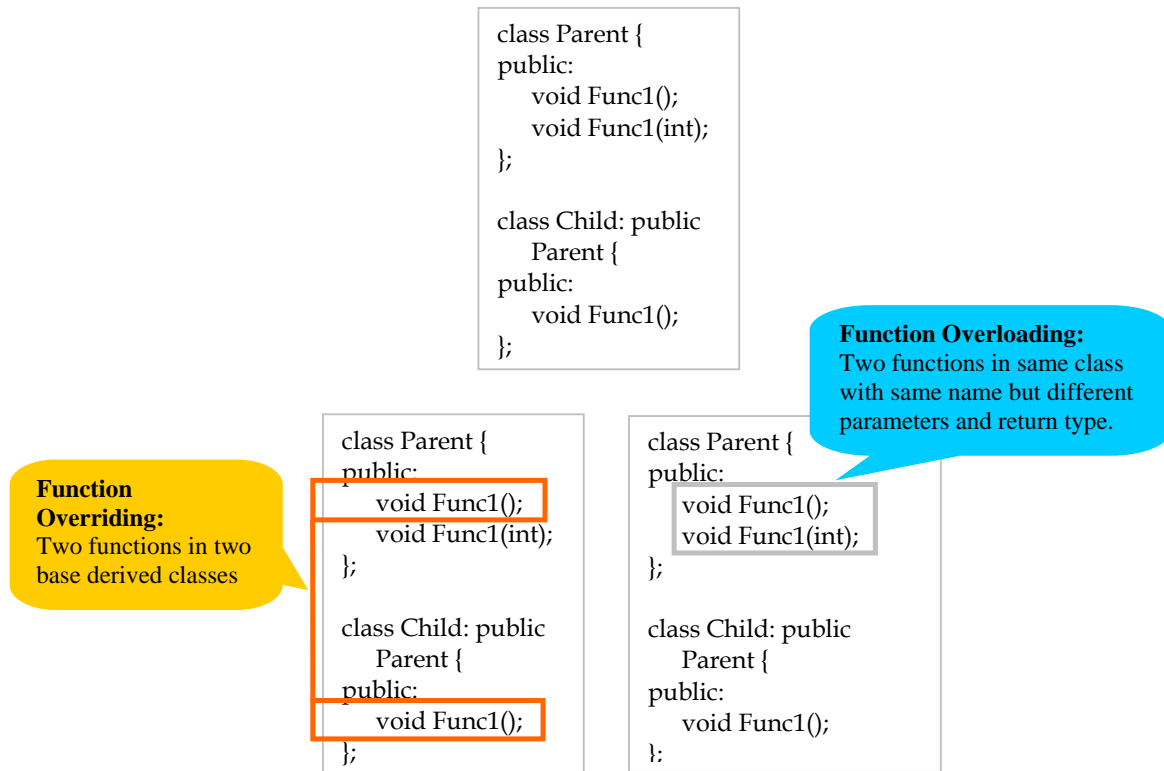 class Parent {
public:
void Func1();
void Func1(int);
};
class Child: public
Parent {
public:
void Func1();
};
Function Overloading:
Two functions in same class
with same name but different
parameters and return type.
Function
Overriding:
Two functions in two
base derived classes
class Parent {
public:
void Func1();
void Func1(int);
};
class Child: public
Parent {
public:
void Func1();
};
class Parent {
public:
void Func1();
void Func1(int);
};
class Child: public
Parent {
public:
void Func1();
};